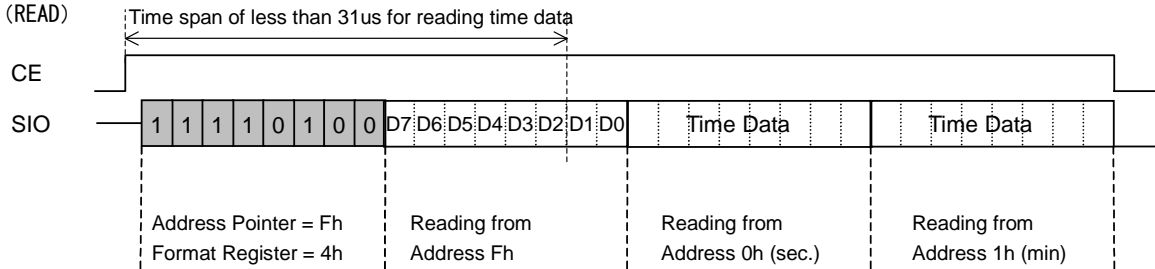 (READ)
Time span of less than 31us for reading time data
CE
SIO 1 1 1 1 0 1 0 0 D7 D6 D5 D4 D3 D2 D1 D0 Time Data Time Data
Address Pointer = Fh Reading from Reading from Reading from
Format Register = 4h Address Fh Address 0h (sec.) Address 1h (min)